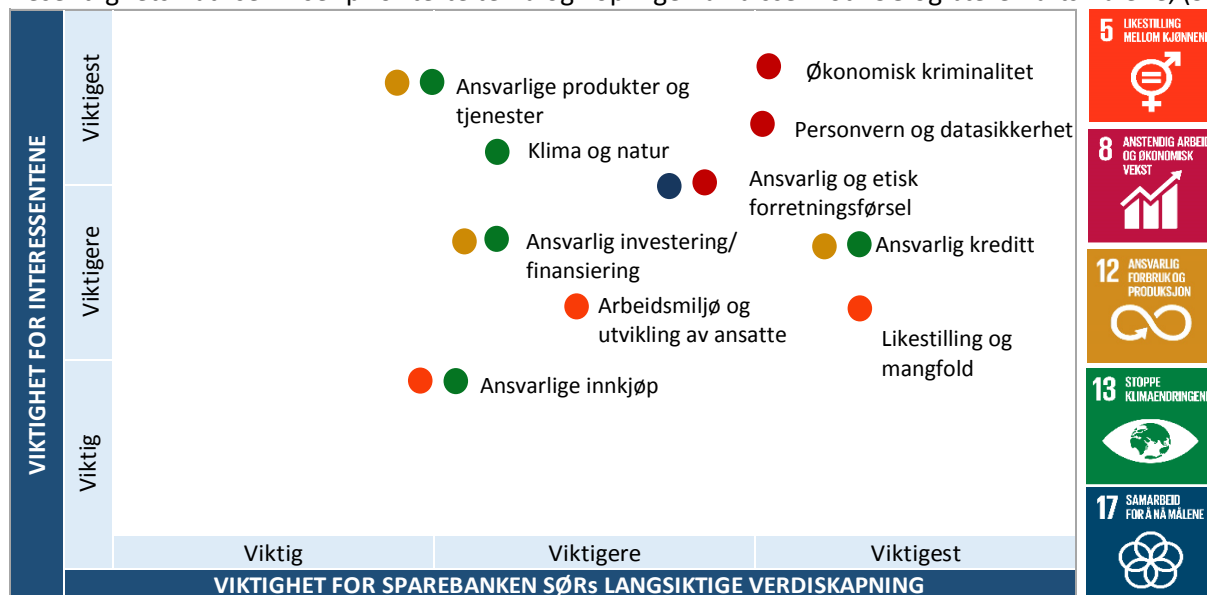 VIKTIGHET FOR INTERESSENTENE
Viktigest
Viktigere
Viktig
Ansvarlige produkter og
tjenester
Økonomisk kriminalitet
Personvern og datasikkerhet
Klima og natur
Ansvarlig og etisk
forretningsførsel
Ansvarlig investering/
finansiering
Ansvarlig kreditt
Arbeidsmiljø og
utvikling av ansatte
Likestilling og
mangfold
Ansvarlige innkjøp
Viktig
Viktigere
Viktigest
VIKTIGHET FOR SPAREBANKEN SØRs LANGSIKTIGE VERDISKAPNING
5 LIKESTILLING
MELLOM KJØNNENE
8 ANSTENDIG ARBEID
OG ØKONOMISK
VEKST
12 ANSVARLIG
FORBRUK OG
PRODUKSJON
13 STOPPE
KLIMAENDRINGENE
17 SAMARBEID
FOR Å NÅ MÅLENE